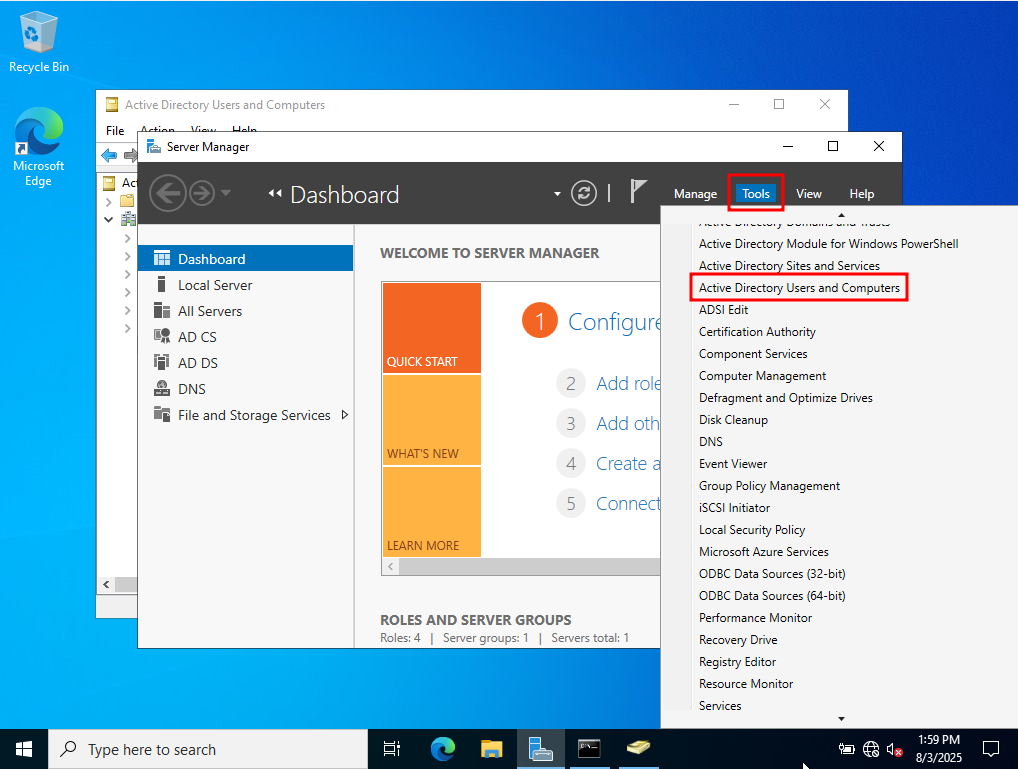 Recycle Bin
Microsoft
Edge
Active Directory Users and Computers
File Action View Help
Server Manager
Act
Dashboard
Manage Tools View Help
Dashboard
Local Server
All Servers
AD CS
AD DS
DNS
File and Storage Services
WELCOME TO SERVER MANAGER
QUICK START
WHAT'S NEW
LEARN MORE
1 Configure
2 Add role
3 Add oth
4 Create a
5 Connect
ROLES AND SERVER GROUPS
Roles: 4 | Server groups: 1 | Servers total: 1
Active Directory Domains and Trusts
Active Directory Module for Windows PowerShell
Active Directory Sites and Services
Active Directory Users and Computers
ADSI Edit
Certification Authority
Component Services
Computer Management
Defragment and Optimize Drives
Disk Cleanup
DNS
Event Viewer
Group Policy Management
iSCSI Initiator
Local Security Policy
Microsoft Azure Services
ODBC Data Sources (32-bit)
ODBC Data Sources (64-bit)
Performance Monitor
Recovery Drive
Registry Editor
Resource Monitor
Services
Type here to search
1:59 PM
8/3/2025